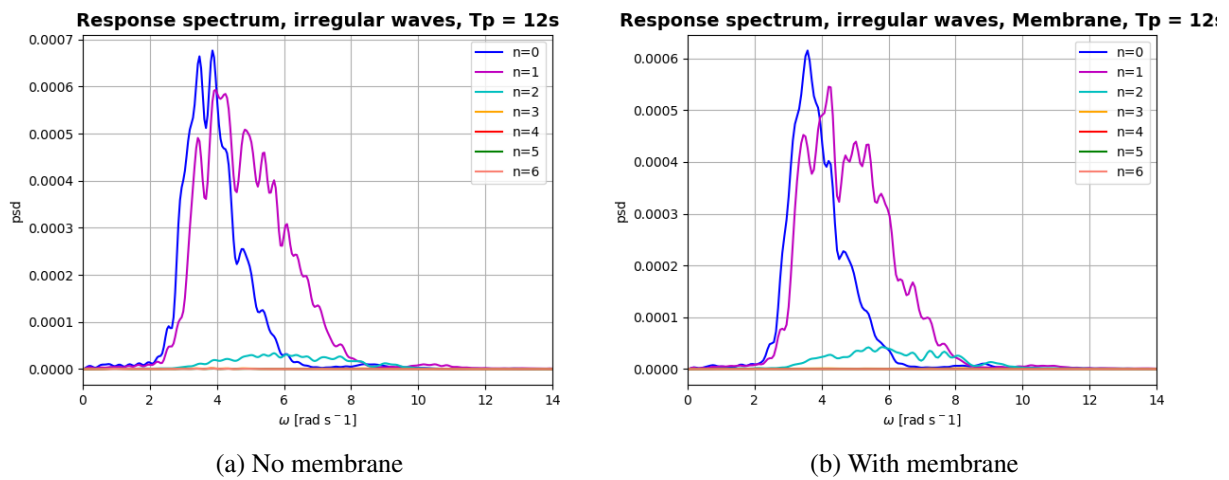 Response spectrum, irregular waves, Tp = 12s
0.0007
0.0006
0.0005
0.0004
0.0003
0.0002
0.0001
0.0000
psd
n=0
n=1
n=2
n=3
n=4
n=5
n=6
0 2 4 6 8 10 12 14
ω [rad s⁻1]
(a) No membrane
Response spectrum, irregular waves, Membrane, Tp = 12s
0.0006
0.0005
0.0004
0.0003
0.0002
0.0001
0.0000
psd
n=0
n=1
n=2
n=3
n=4
n=5
n=6
0 2 4 6 8 10 12 14
ω [rad s⁻1]
(b) With membrane